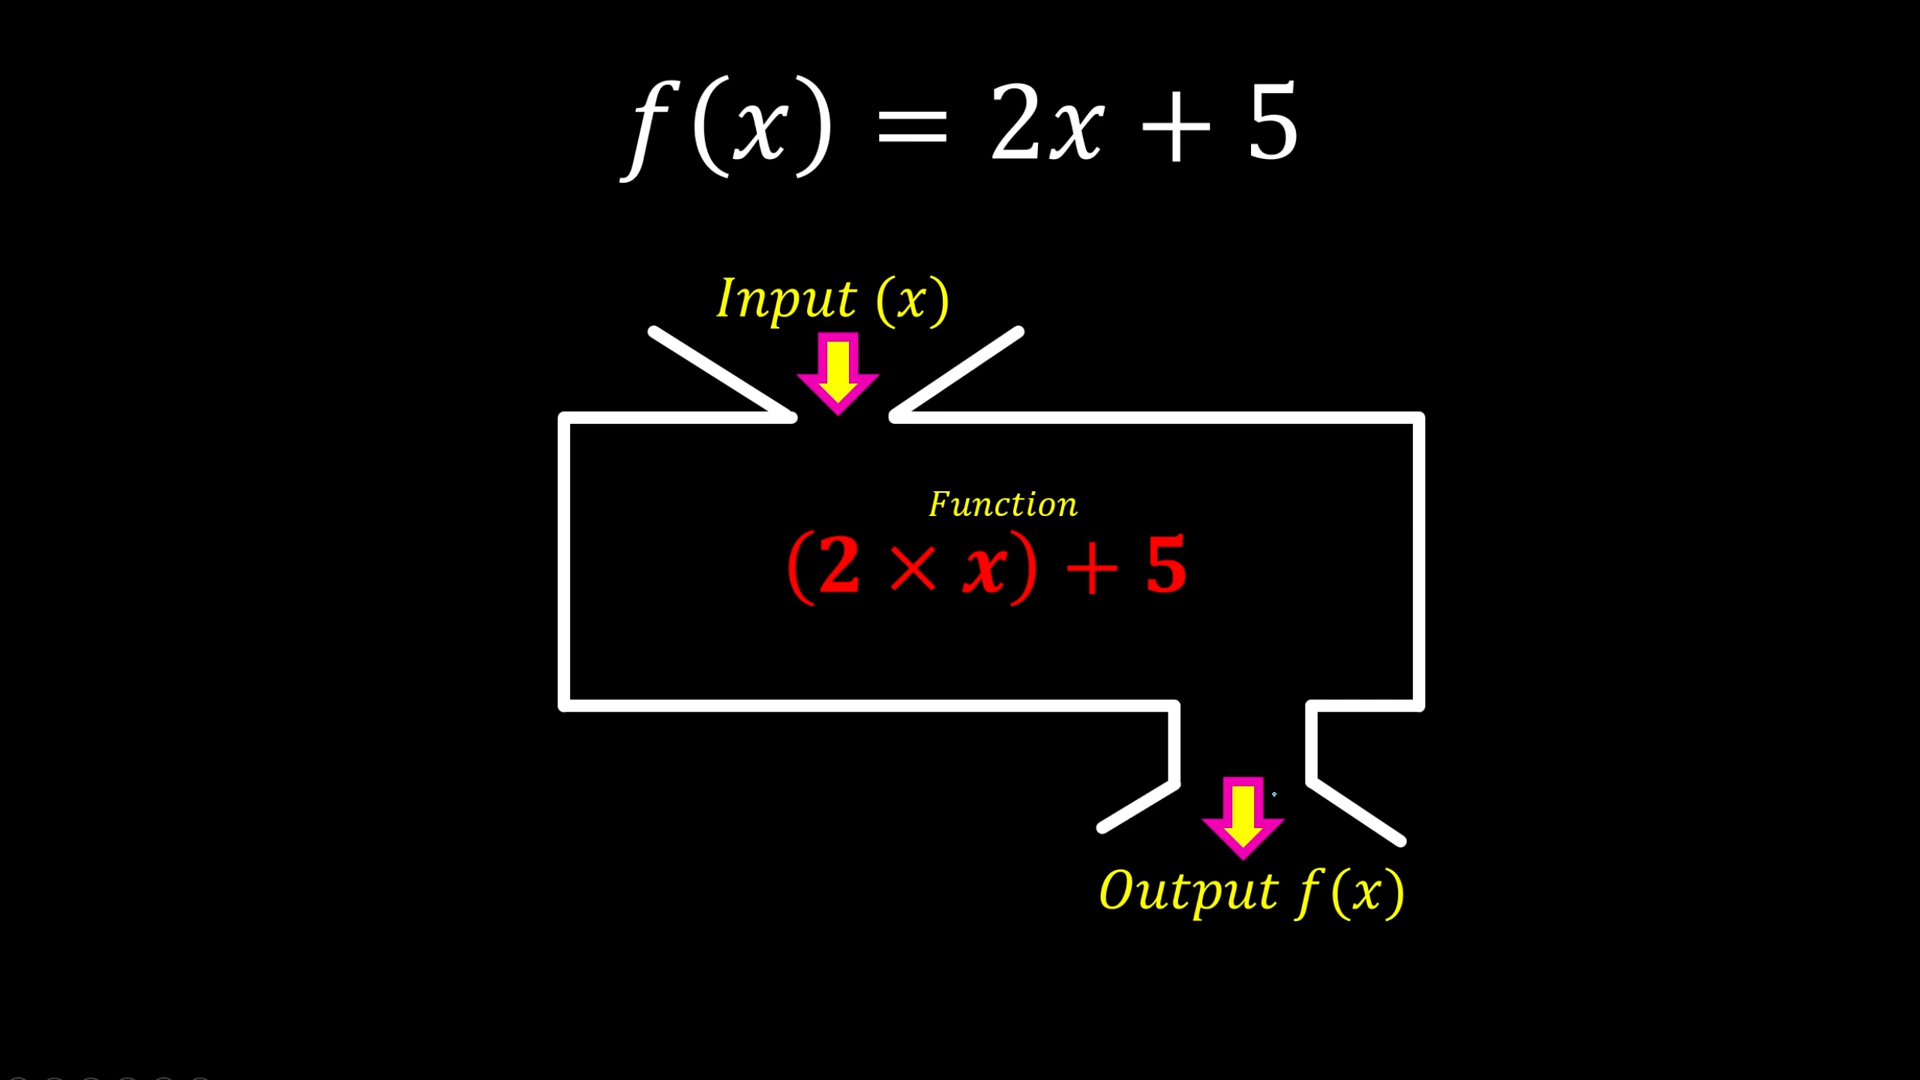 f(x) = 2x + 5
Input (x)
Function
(2 × x) + 5
Output f(x)